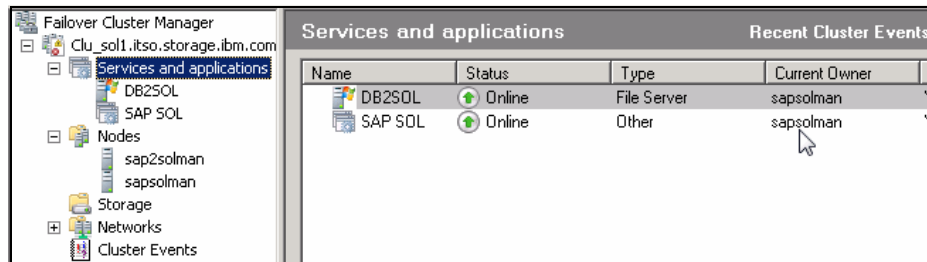 Failover Cluster Manager
Clu_sol1.itso.storage.ibm.com
Services and applications
DB2SOL
SAP SOL
Nodes
sap2solman
sapsolman
Storage
Networks
Cluster Events
Services and applications Recent Cluster Events
Name Status Type Current Owner
DB2SOL Online File Server sapsolman
SAP SOL Online Other sapsolman